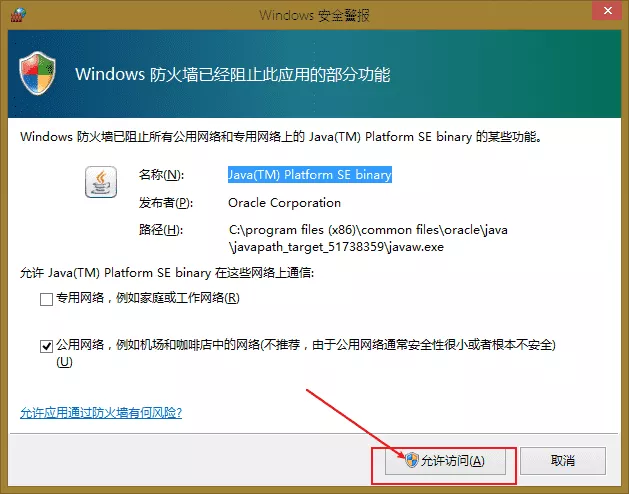 Windows 安全警报
Windows 防火墙已经阻止此应用的部分功能
Windows 防火墙已阻止所有公用网络和专用网络上的 Java(TM) Platform SE binary 的某些功能。
名称(N): Java(TM) Platform SE binary
发布者(P): Oracle Corporation
路径(H): C:\program files (x86)\common files\oracle\java
\javapath_target_51738359\javaw.exe
允许 Java(TM) Platform SE binary 在这些网络上通信:
专用网络，例如家庭或工作网络(R)
公用网络，例如机场和咖啡店中的网络(不推荐，由于公用网络通常安全性很小或者根本不安全)
(U)
允许应用通过防火墙有何风险?
允许访问(A) 取消